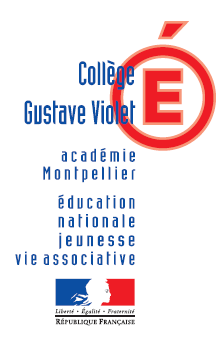 Collège
Gustave Violet
É
académie
Montpellier
éducation
nationale
jeunesse
vie associative
Liberté • Égalité • Fraternité
RÉPUBLIQUE FRANÇAISE